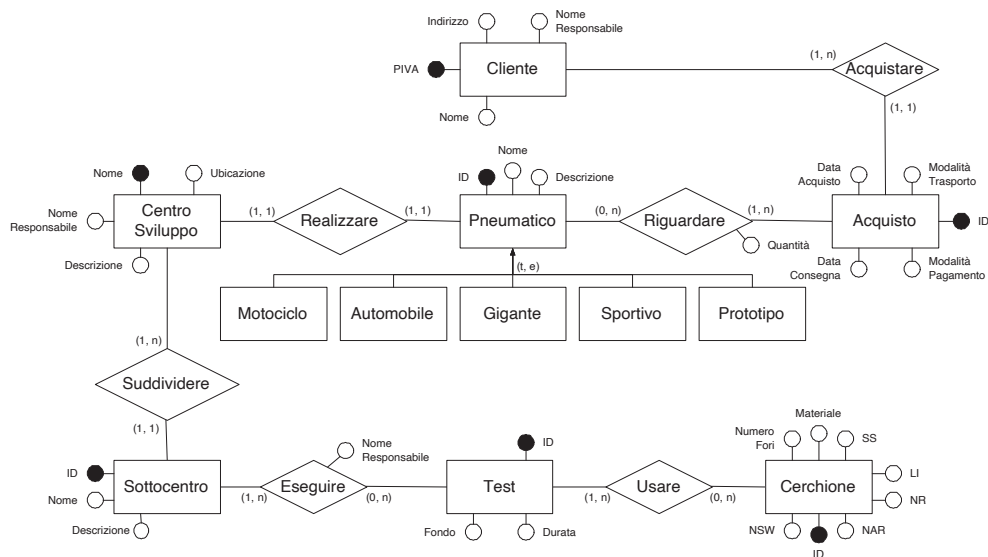 Indirizzo
Nome
Responsabile
PIVA
Cliente
(1, n)
Acquistare
Nome
(1, 1)
Nome
Ubicazione
Nome
ID
Descrizione
Data
Acquisto
Modalità
Trasporto
Nome
Responsabile
Centro
Sviluppo
(1, 1)
Realizzare
(1, 1)
Pneumatico
(0, n)
Riguardare
(1, n)
Acquisto
ID
Descrizione
Quantità
Data
Consegna
Modalità
Pagamento
(t, e)
Motociclo
Automobile
Gigante
Sportivo
Prototipo
(1, n)
Suddividere
(1, 1)
Nome
Responsabile
ID
Numero
Fori
Materiale
SS
ID
Nome
Sottocentro
(1, n)
Eseguire
(0, n)
Test
(1, n)
Usare
(0, n)
Cerchione
LI
NR
Descrizione
Fondo
Durata
NSW
ID
NAR